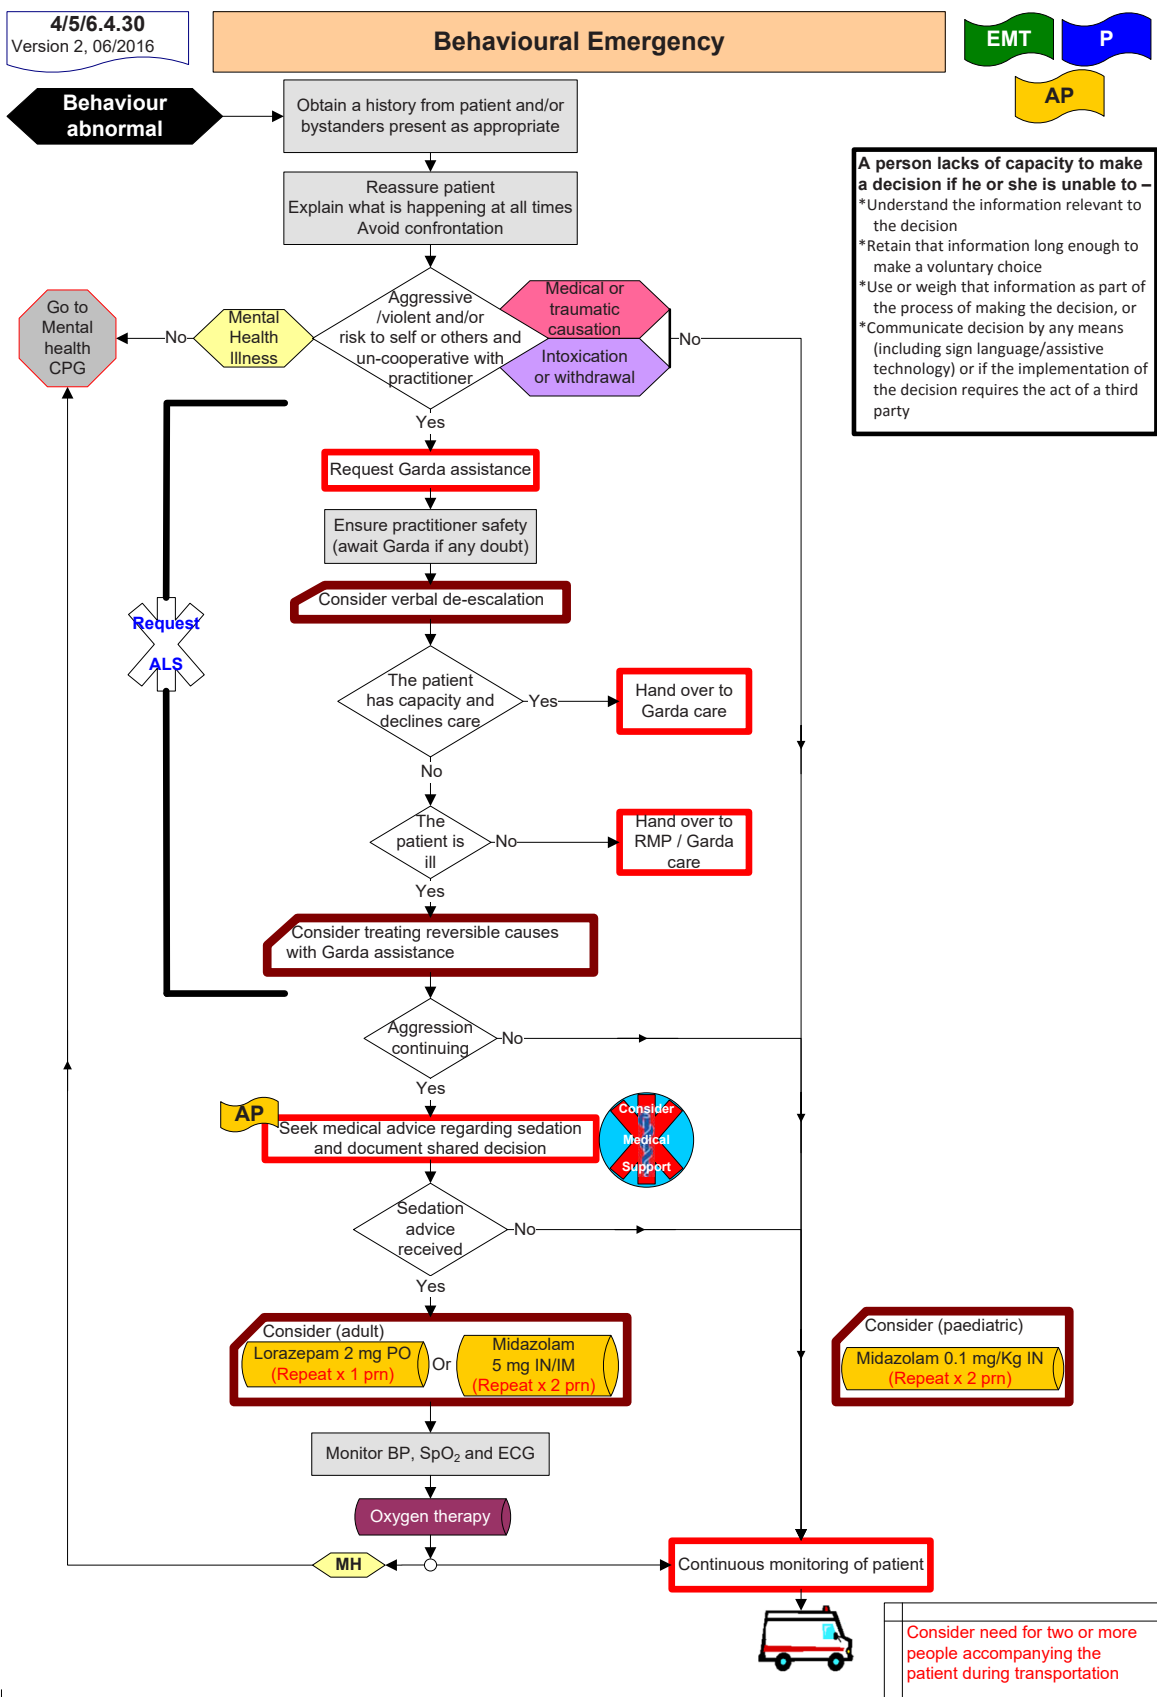 4/5/6.4.30
Version 2, 06/2016
Behavioural Emergency
EMT
P
AP
Behaviour
abnormal
Obtain a history from patient and/or
bystanders present as appropriate
Reassure patient
Explain what is happening at all times
Avoid confrontation
A person lacks of capacity to make
a decision if he or she is unable to –
*Understand the information relevant to
the decision
*Retain that information long enough to
make a voluntary choice
*Use or weigh that information as part of
the process of making the decision, or
*Communicate decision by any means
(including sign language/assistive
technology) or if the implementation of
the decision requires the act of a third
party
Go to
Mental
health
CPG
No
Mental
Health
Illness
Aggressive
/violent and/or
risk to self or others and
un-cooperative with
practitioner
Medical or
traumatic
causation
Intoxication
or withdrawal
No
Yes
Request Garda assistance
Ensure practitioner safety
(await Garda if any doubt)
Consider verbal de-escalation
Request
ALS
The patient
has capacity and
declines care
Yes
Hand over to
Garda care
No
The
patient is
ill
No
Hand over to
RMP / Garda
care
Yes
Consider treating reversible causes
with Garda assistance
Aggression
continuing
No
Yes
AP
Seek medical advice regarding sedation
and document shared decision
Consider
Medical
Support
Sedation
advice
received
No
Yes
Consider (adult)
Lorazepam 2 mg PO
(Repeat x 1 prn)
Or
Midazolam
5 mg IN/IM
(Repeat x 2 prn)
Consider (paediatric)
Midazolam 0.1 mg/Kg IN
(Repeat x 2 prn)
Monitor BP, SpO2 and ECG
Oxygen therapy
MH
Continuous monitoring of patient
Consider need for two or more
people accompanying the
patient during transportation